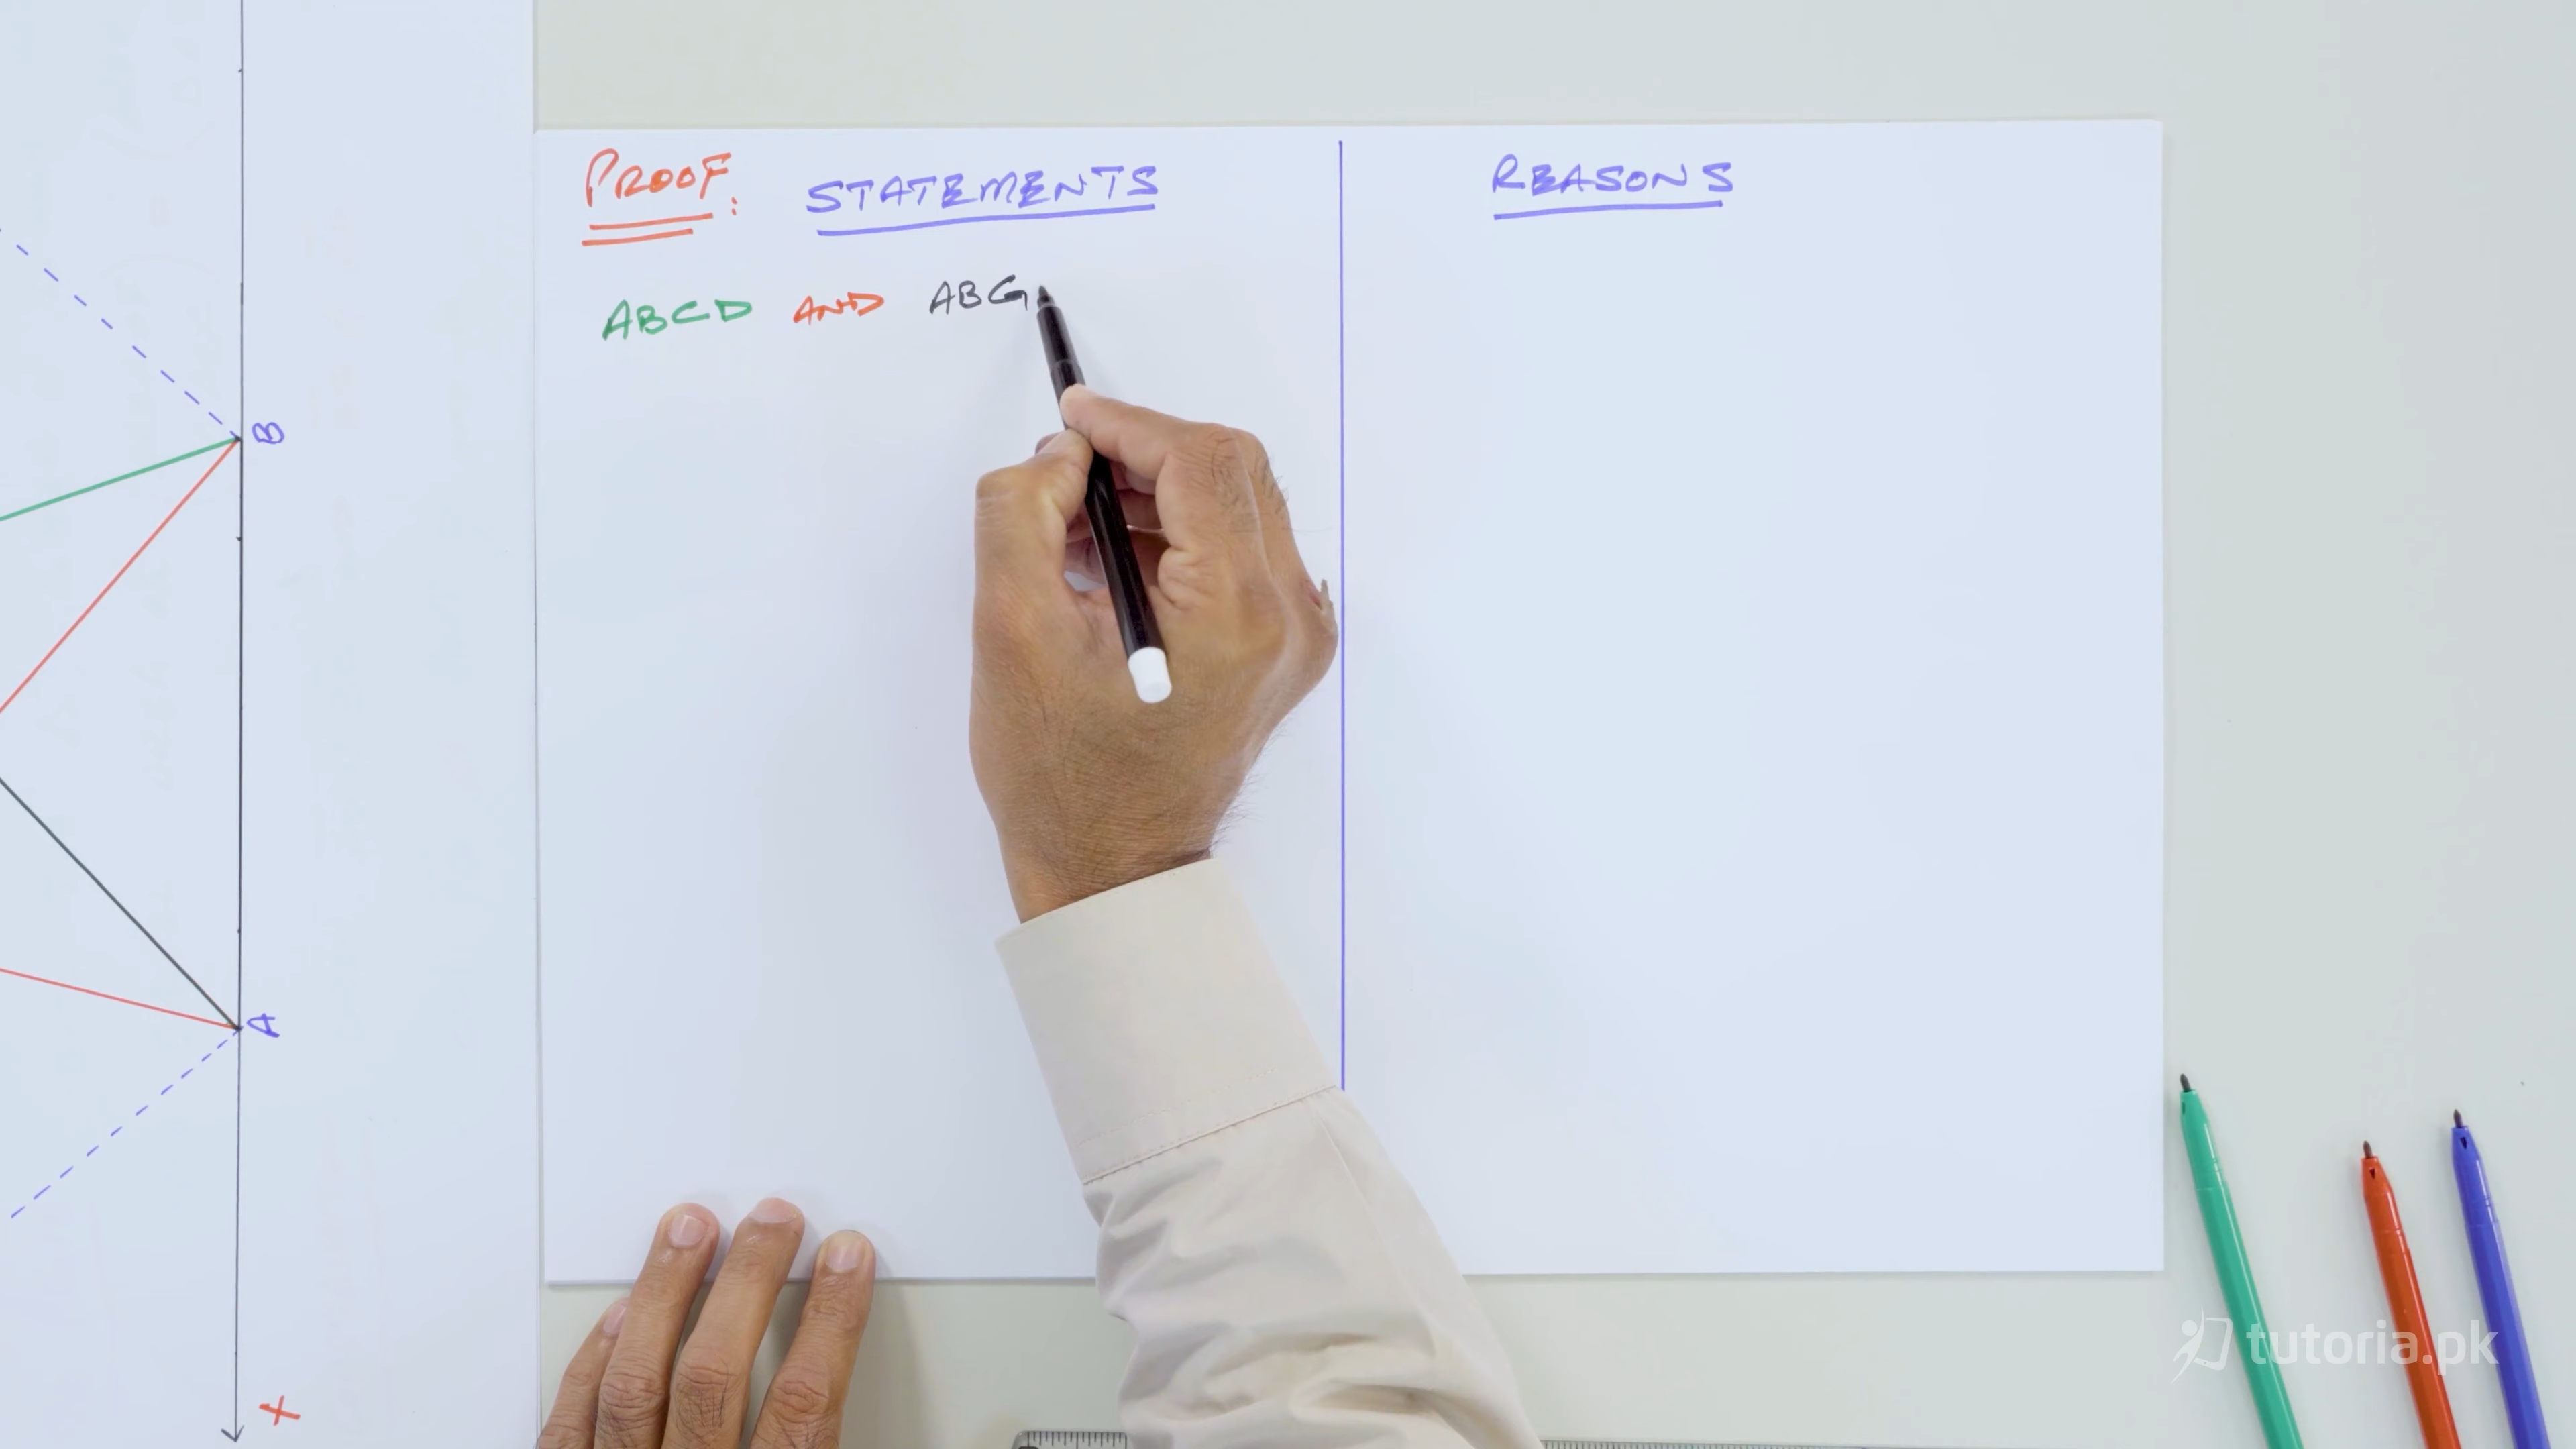 PROOF: STATEMENTS
REASONS
ABCD AND ABG
B
A
X
tutoria.pk